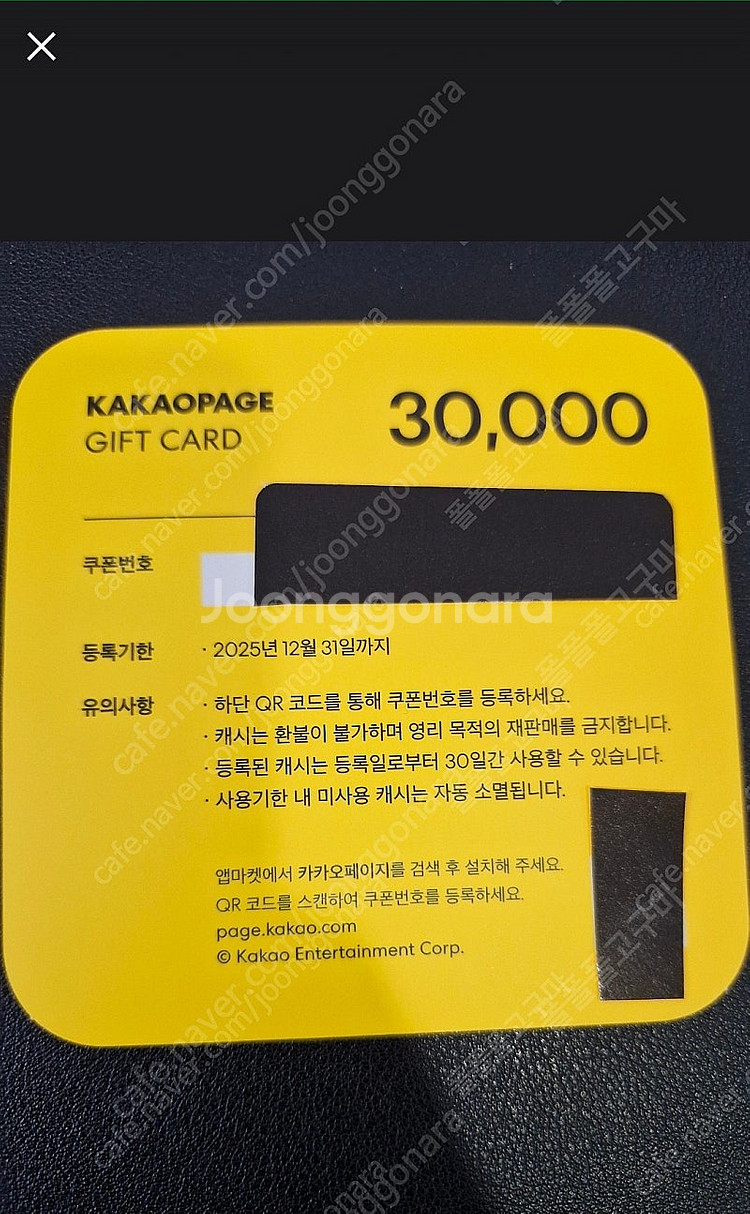 KAKAOPAGE
GIFT CARD
30,000
쿠폰번호
Joonggonara
등록기한
· 2025년 12월 31일까지
유의사항
· 하단 QR 코드를 통해 쿠폰번호를 등록하세요.
· 캐시는 환불이 불가하며 영리 목적의 재판매를 금지합니다.
· 등록된 캐시는 등록일로부터 30일간 사용할 수 있습니다.
· 사용기한 내 미사용 캐시는 자동 소멸됩니다.
앱마켓에서 카카오페이지를 검색 후 설치해 주세요.
QR 코드를 스캔하여 쿠폰번호를 등록하세요.
page.kakao.com
© Kakao Entertainment Corp.
cafe.naver.com/joonggonara
폴폴폴고구마